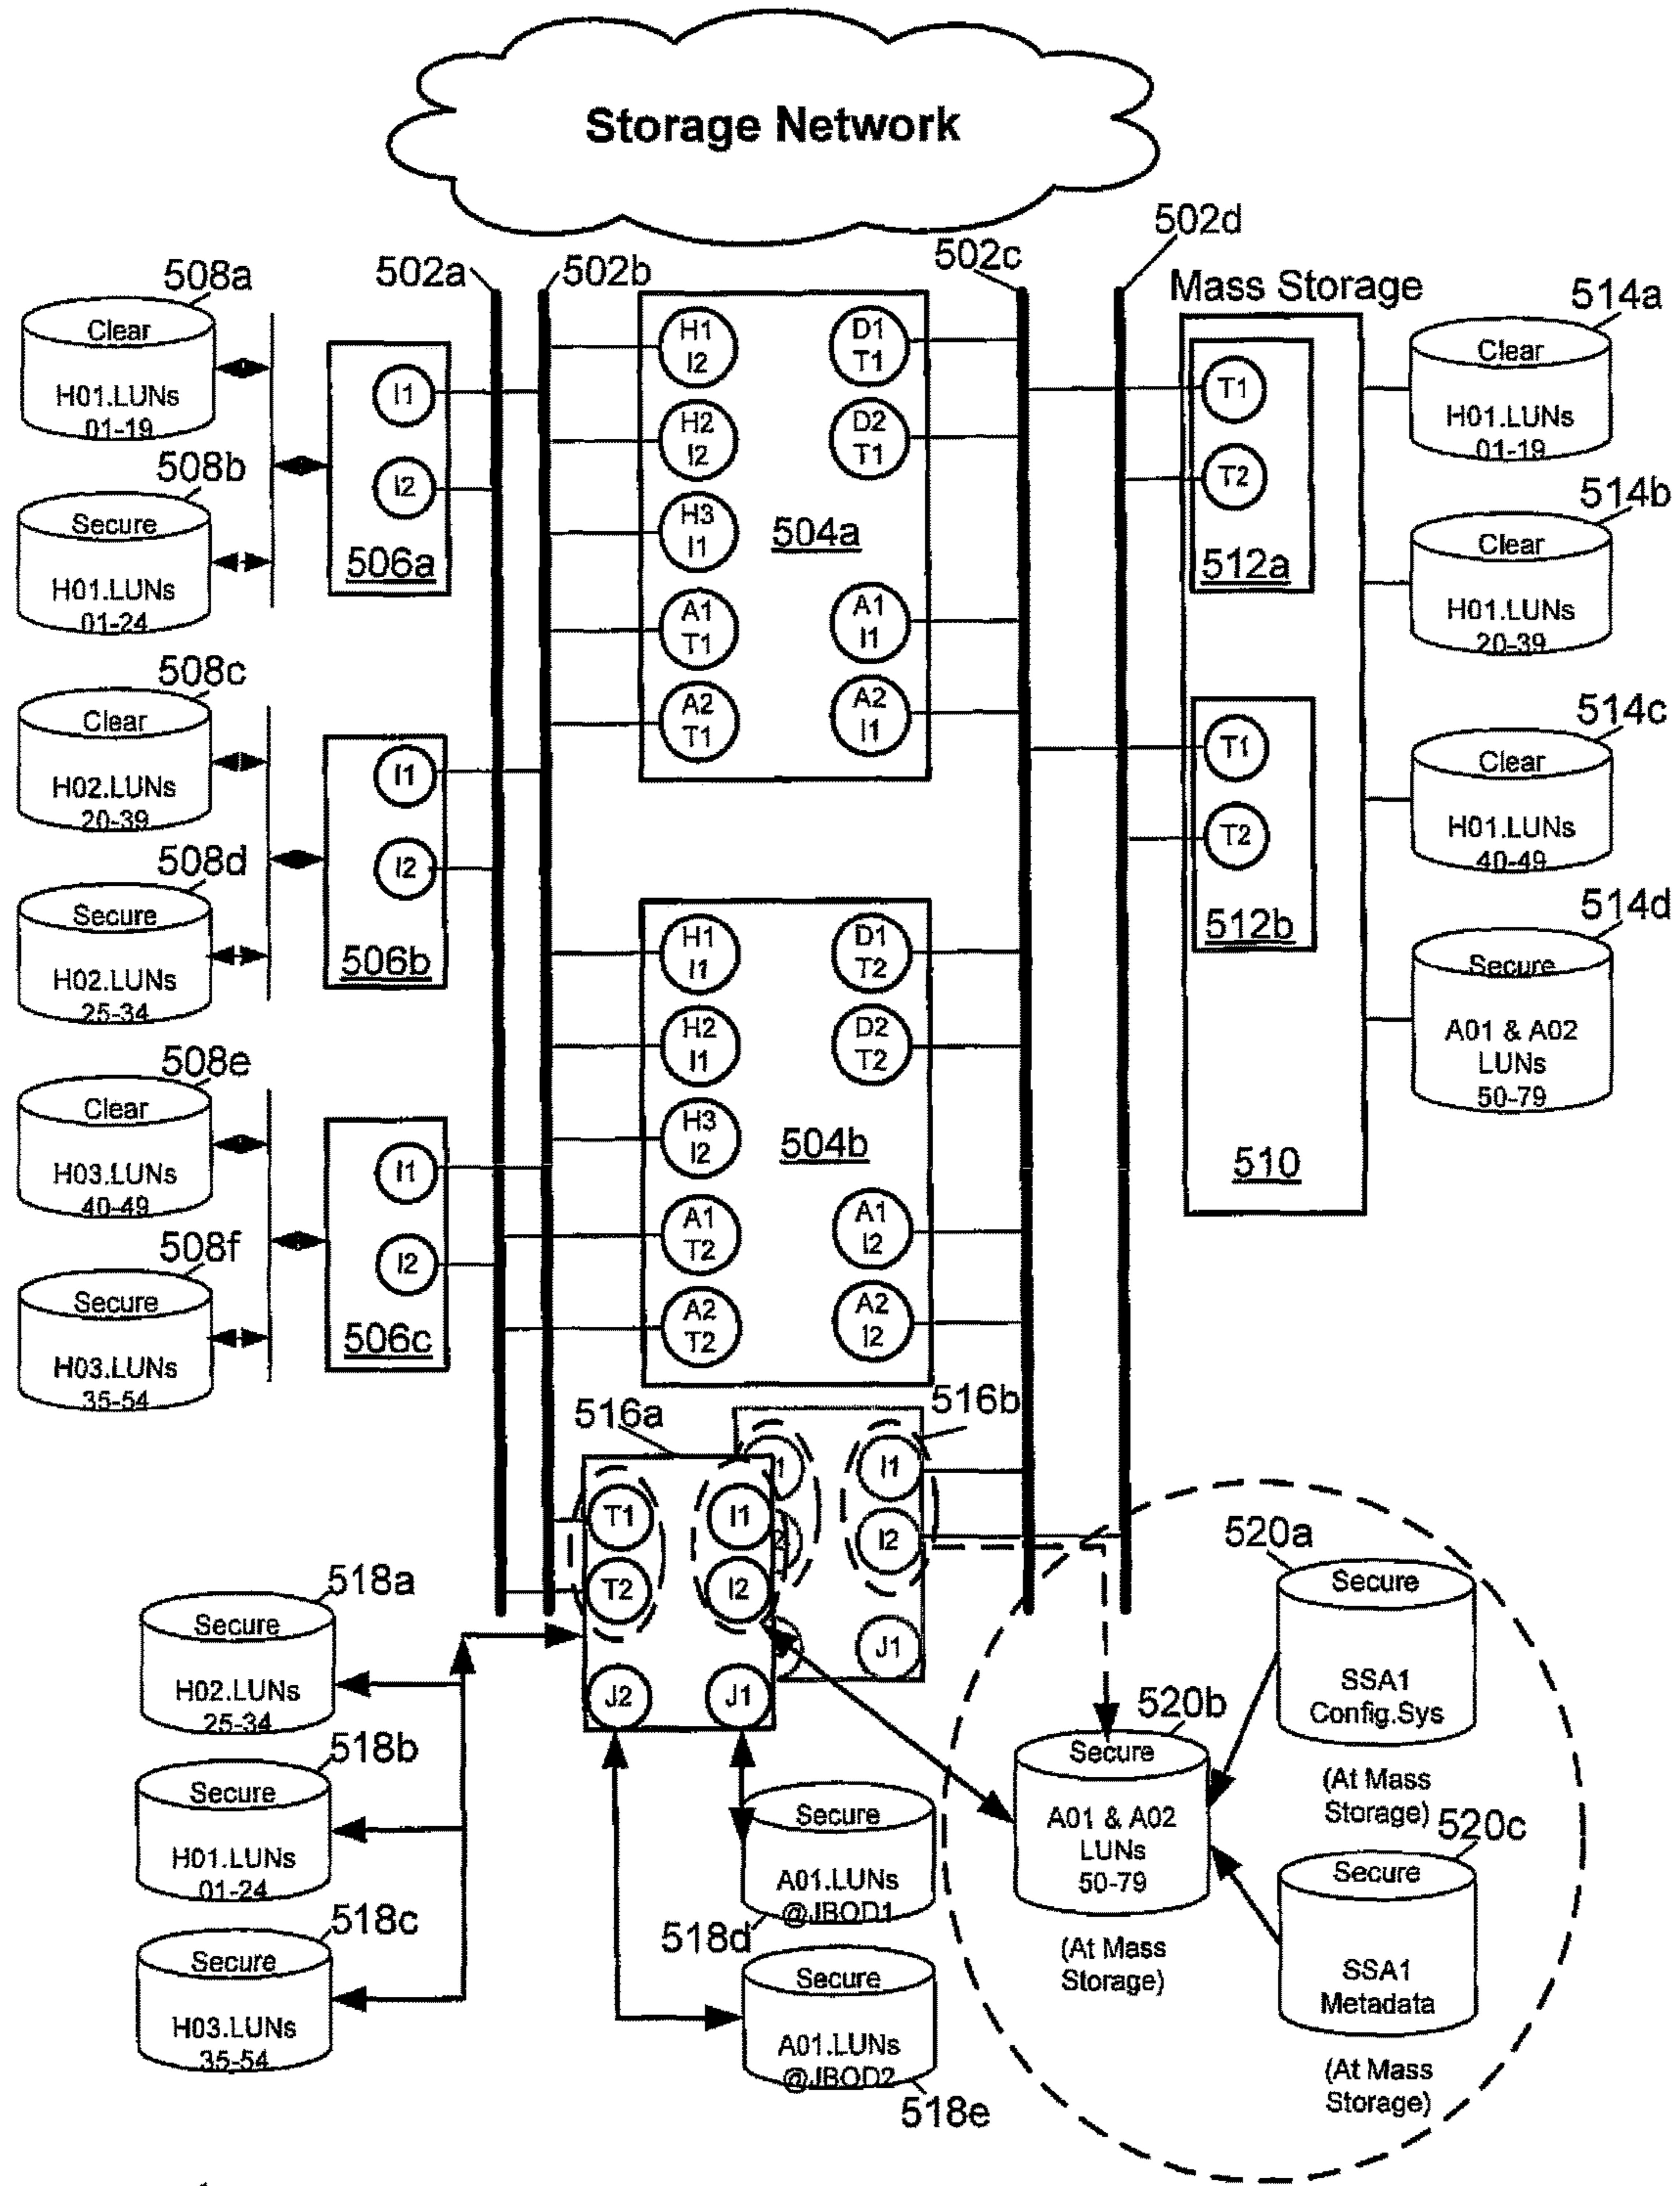 Storage Network
502d
502a
502b
502c
508a
Clear
H01.LUNs
01-19
508b
Secure
H01.LUNs
01-24
I1
I2
506a
508c
Clear
H02.LUNs
20-39
508d
Secure
H02.LUNs
25-34
I1
I2
506b
508e
Clear
H03.LUNs
40-49
508f
Secure
H03.LUNs
35-54
I1
I2
506c
H1
I2
H2
I2
H3
I1
A1
T1
A2
T1
504a
D1
T1
D2
T1
A1
I1
A2
I1
H1
I1
H2
I1
H3
I2
A1
T2
A2
T2
504b
D1
T2
D2
T2
A1
I2
A2
I2
Mass Storage
T1
T2
512a
T1
T2
512b
510
514a
Clear
H01.LUNs
01-19
514b
Clear
H01.LUNs
20-39
514c
Clear
H01.LUNs
40-49
514d
Secure
A01 & A02
LUNs
50-79
516a
T1
T2
I1
I2
J2
J1
516b
1
2
I1
I2
J1
518a
Secure
H02.LUNs
25-34
518b
Secure
H01.LUNs
01-24
518c
Secure
H03.LUNs
35-54
Secure
A01.LUNs
@JBOD1
518d
Secure
A01.LUNs
@JBOD2
518e
520a
Secure
SSA1
Config.Sys
(At Mass
Storage)
520b
Secure
A01 & A02
LUNs
50-79
(At Mass
Storage)
520c
Secure
SSA1
Metadata
(At Mass
Storage)